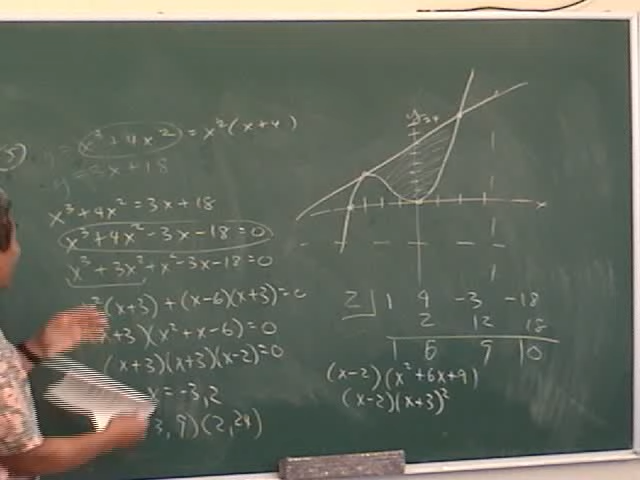 5) y = x³ + 4x² = x²(x+4)
y = 3x + 18
x³ + 4x² = 3x + 18
x³ + 4x² - 3x - 18 = 0
x³ + 3x² + x² - 3x - 18 = 0
x²(x+3) + (x-6)(x+3) = 0
x+3)(x²+x-6) = 0
(x+3)(x+3)(x-2) = 0
x = -3, 2
3, 9)(2, 24)
y
24
x
2 | 1 4 -3 -18
2 12 18
1 6 9 |0
(x-2)(x²+6x+9)
(x-2)(x+3)²